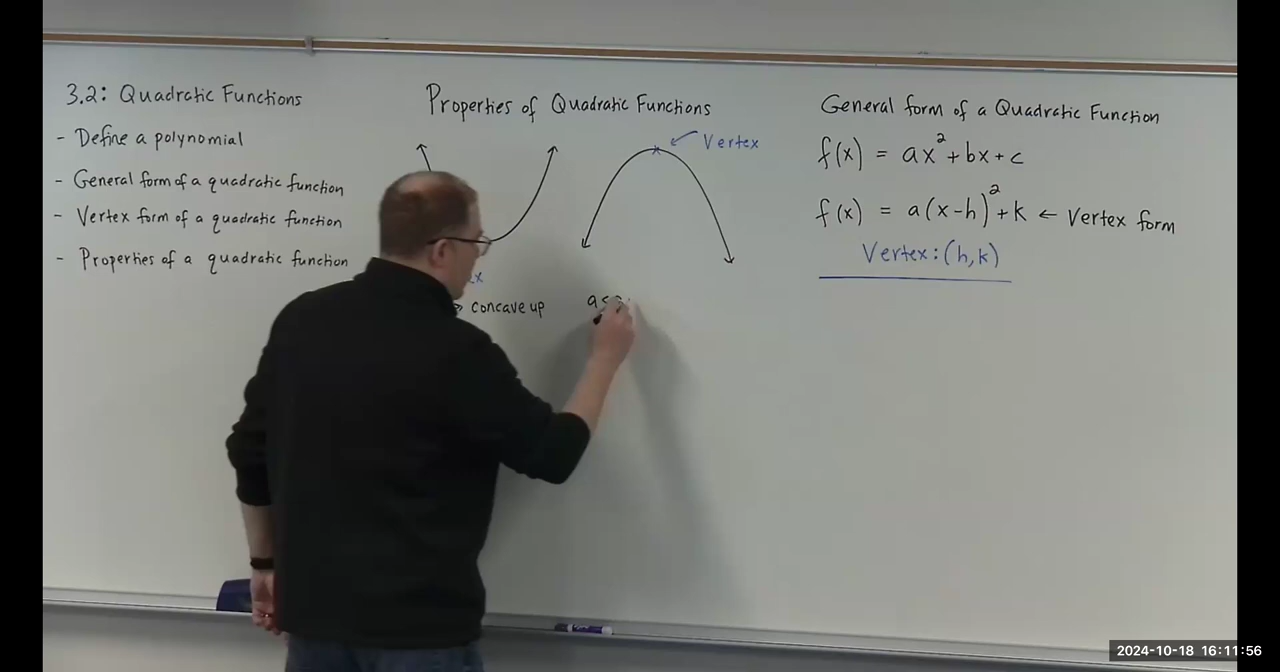 3.2: Quadratic Functions
- Define a polynomial
- General form of a quadratic function
- Vertex form of a quadratic function
- Properties of a quadratic function
Properties of Quadratic Functions
Vertex
concave up
a<
General form of a Quadratic Function
f(x) = ax²+bx+c
f(x) = a(x-h)²+k ← Vertex form
Vertex: (h,k)
2024-10-18 16:11:56